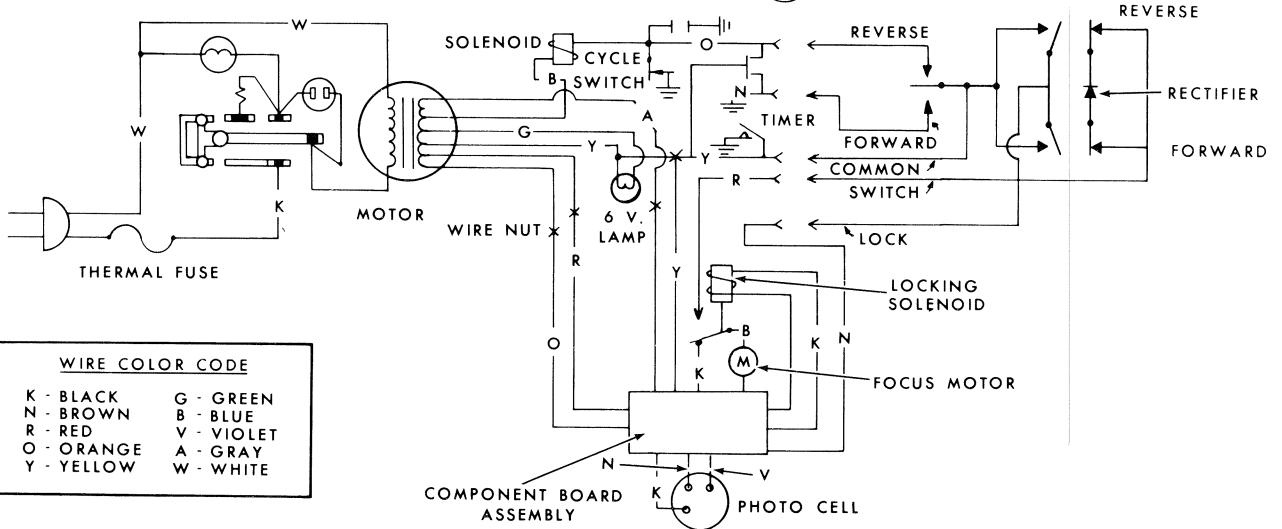 W
SOLENOID
CYCLE
SWITCH
B
O
REVERSE
REVERSE
N
TIMER
RECTIFIER
FORWARD
FORWARD
W
A
G
Y
Y
COMMON
SWITCH
R
K
MOTOR
6 V.
LAMP
WIRE NUT
LOCK
THERMAL FUSE
R
Y
LOCKING
SOLENOID
O
B
K
N
M
K
FOCUS MOTOR
WIRE COLOR CODE
K - BLACK G - GREEN
N - BROWN B - BLUE
R - RED V - VIOLET
O - ORANGE A - GRAY
Y - YELLOW W - WHITE
N
V
K
COMPONENT BOARD
ASSEMBLY
PHOTO CELL